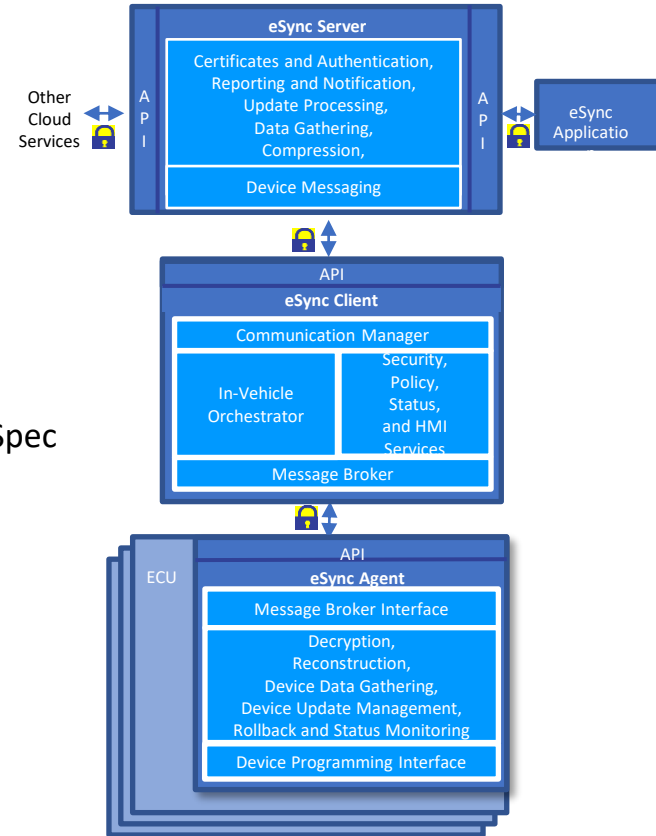 eSync Server
Certificates and Authentication,
Reporting and Notification,
Update Processing,
Data Gathering,
Compression,
Device Messaging
A
P
I
A
P
I
Other
Cloud
Services
eSync
Applicatio
API
eSync Client
Communication Manager
In-Vehicle
Orchestrator
Security,
Policy,
Status,
and HMI
Services
Message Broker
Spec
ECU
API
eSync Agent
Message Broker Interface
Decryption,
Reconstruction,
Device Data Gathering,
Device Update Management,
Rollback and Status Monitoring
Device Programming Interface